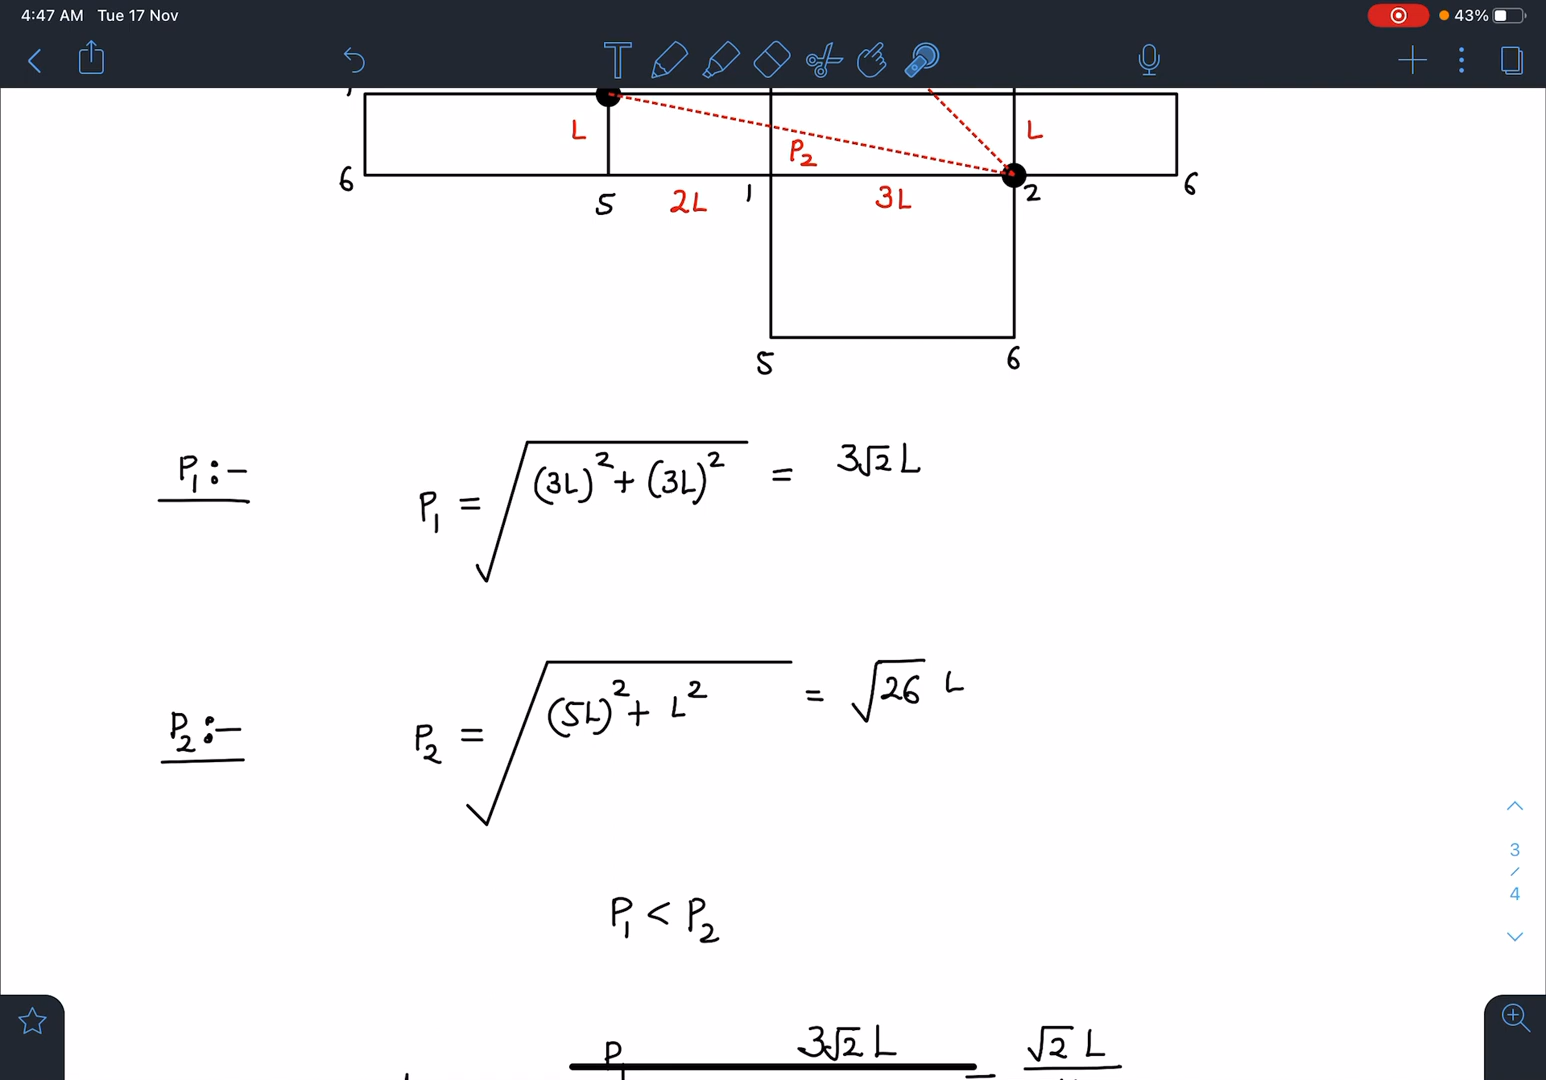 4:47 AM Tue 17 Nov 43%
L P₂ L
6 5 2L 1 3L 2 6
5 6
P₁ :- P₁ = √((3L)² + (3L)²) = 3√2 L
P₂ :- P₂ = √((5L)² + L²) = √26 L
3
/
4
P₁ < P₂
P 3√2 L = √2 L